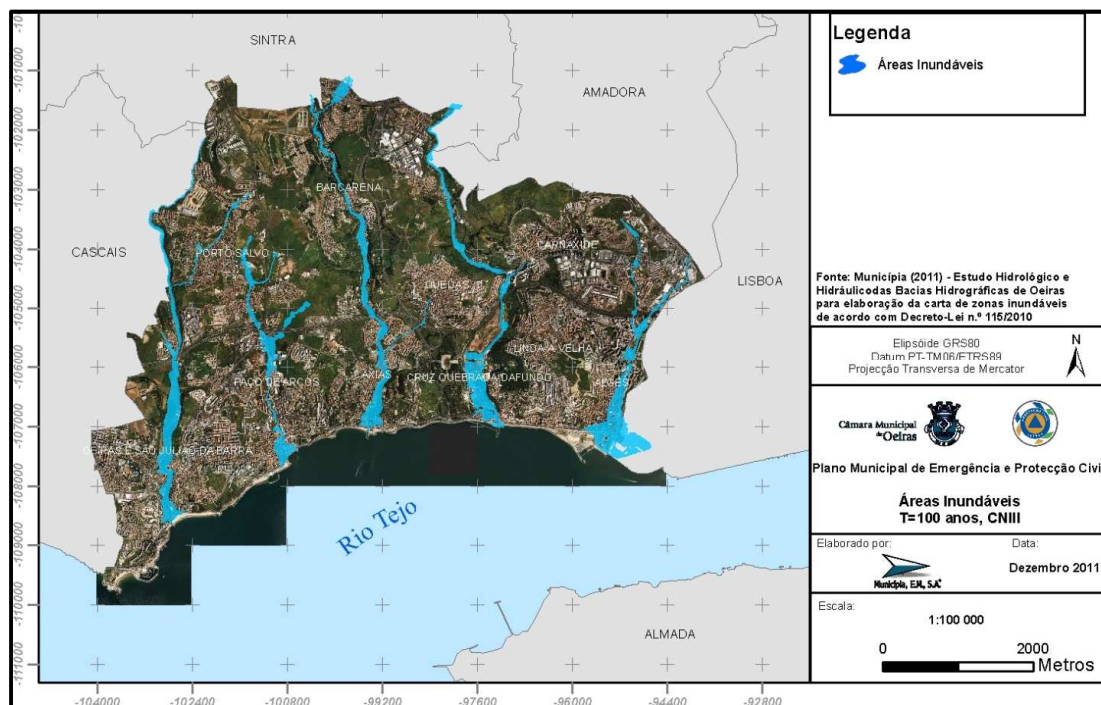 SINTRA
AMADORA
BARCARENA
CARNAXIDE
CASCAIS
PORTO SALVO
LISBOA
QUEIJAS
LINDA-A-VELHA
PAÇO DE ARCOS
CAXIAS
CRUZ QUEBRADA DAFUNDO
ALGÉS
OEIRAS E SÃO JULIÃO DA BARRA
Rio Tejo
ALMADA
-101000
-102000
-103000
-104000
-105000
-106000
-107000
-108000
-109000
-110000
-111000
-104000
-102400
-100800
-99200
-97600
-96000
-94400
-92800
Legenda
Áreas Inundáveis
Fonte: Municípia (2011) - Estudo Hidrológico e
Hidráulicodas Bacias Hidrográficas de Oeiras
para elaboração da carta de zonas inundáveis
de acordo com Decreto-Lei n.º 115/2010
Elipsóide GRS80
Datum PT-TM06/ETRS89
Projecção Transversa de Mercator
N
Câmara Municipal
de Oeiras
Plano Municipal de Emergência e Protecção Civi
Áreas Inundáveis
T=100 anos, CNIII
Elaborado por:
Data:
Municípia, E.M., S.A.
Dezembro 2011
Escala:
1:100 000
0 2000
Metros